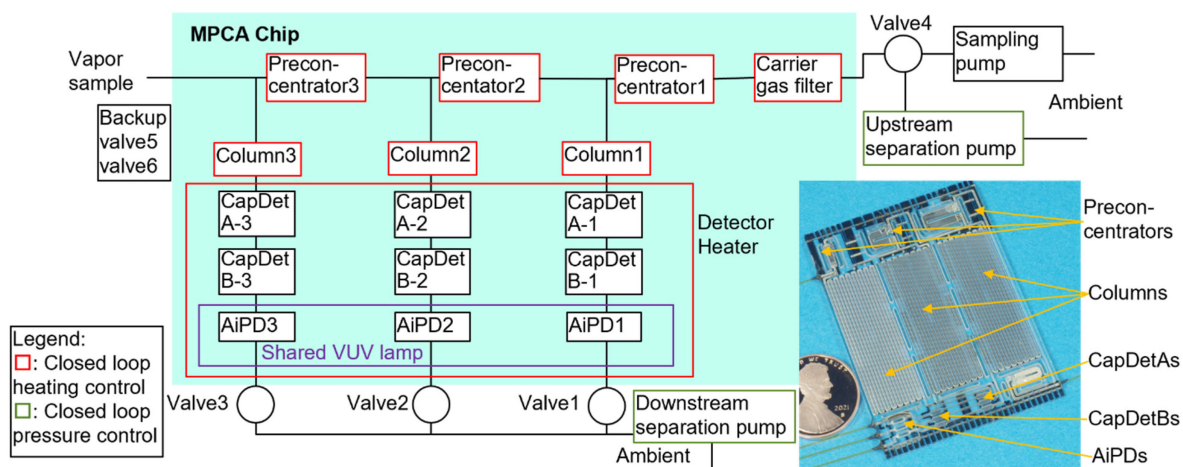 MPCA Chip
Valve4
Vapor
sample
Precon-
centrator3
Precon-
centator2
Precon-
centrator1
Carrier
gas filter
Sampling
pump
Ambient
Backup
valve5
valve6
Upstream
separation pump
Column3
Column2
Column1
CapDet
A-3
CapDet
A-2
CapDet
A-1
Detector
Heater
CapDet
B-3
CapDet
B-2
CapDet
B-1
AiPD3
AiPD2
AiPD1
Shared VUV lamp
Legend:
: Closed loop
heating control
: Closed loop
pressure control
Valve3
Valve2
Valve1
Downstream
separation pump
Ambient
Precon-
centrators
Columns
CapDetAs
CapDetBs
AiPDs
2021